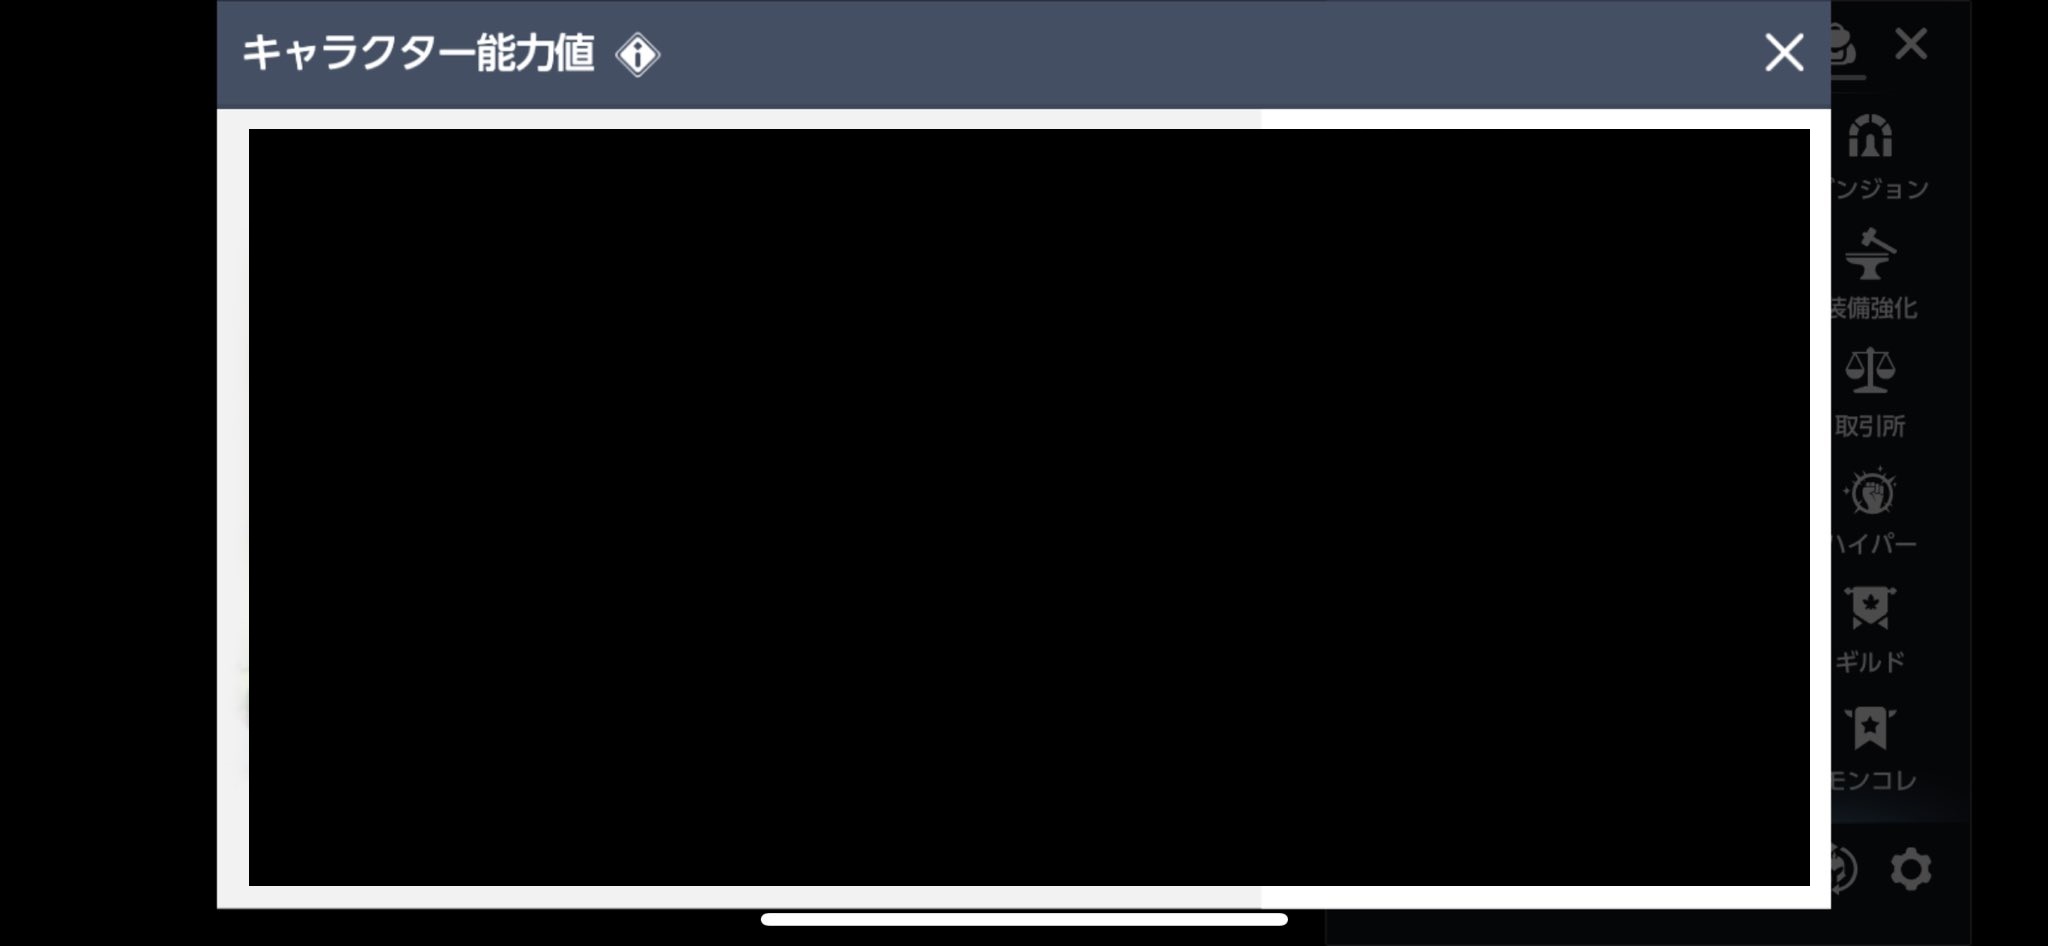 キャラクター能力値
ンジョン
装備強化
取引所
ハイパー
ギルド
モンコレ